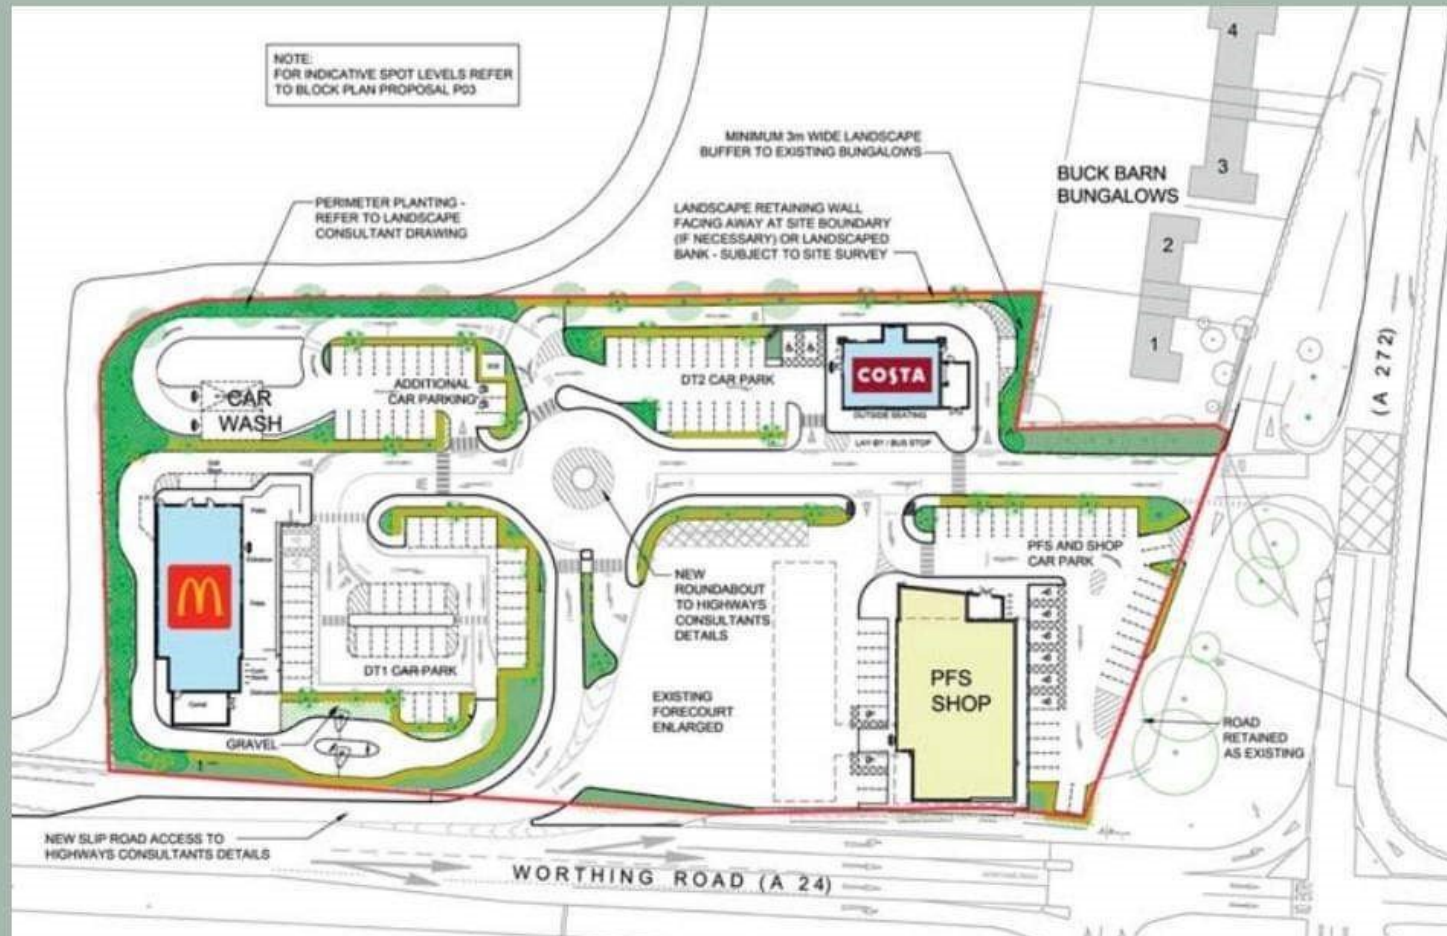 NOTE:
FOR INDICATIVE SPOT LEVELS REFER
TO BLOCK PLAN PROPOSAL P03
4
MINIMUM 3m WIDE LANDSCAPE
BUFFER TO EXISTING BUNGALOWS
3
BUCK BARN
BUNGALOWS
PERIMETER PLANTING -
REFER TO LANDSCAPE
CONSULTANT DRAWING
LANDSCAPE RETAINING WALL
FACING AWAY AT SITE BOUNDARY
(IF NECESSARY) OR LANDSCAPED
BANK - SUBJECT TO SITE SURVEY
2
1
(A 272)
CAR
WASH
ADDITIONAL
CAR PARKING
DT2 CAR PARK
COSTA
OUTSIDE SEATING
LAY-BY / BUS STOP
Patio
Entrance
Patio
M
DT1 CAR PARK
Corral
GRAVEL
NEW
ROUNDABOUT
TO HIGHWAYS
CONSULTANTS
DETAILS
PFS AND SHOP
CAR PARK
EXISTING
FORECOURT
ENLARGED
PFS
SHOP
ROAD
RETAINED
AS EXISTING
NEW SLIP ROAD ACCESS TO
HIGHWAYS CONSULTANTS DETAILS
WORTHING ROAD (A 24)